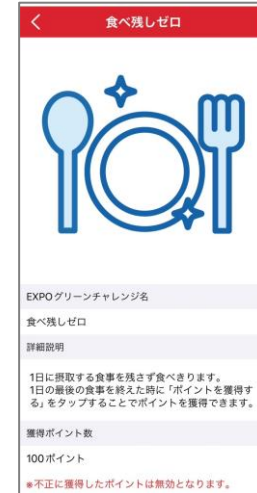 食べ残しゼロ
EXPOグリーンチャレンジ名
食べ残しゼロ
詳細説明
1日に摂取する食事を残さず食べきります。
1日の最後の食事を終えた時に「ポイントを獲得す
る」をタップすることでポイントを獲得できます。
獲得ポイント数
100ポイント
※不正に獲得したポイントは無効となります。